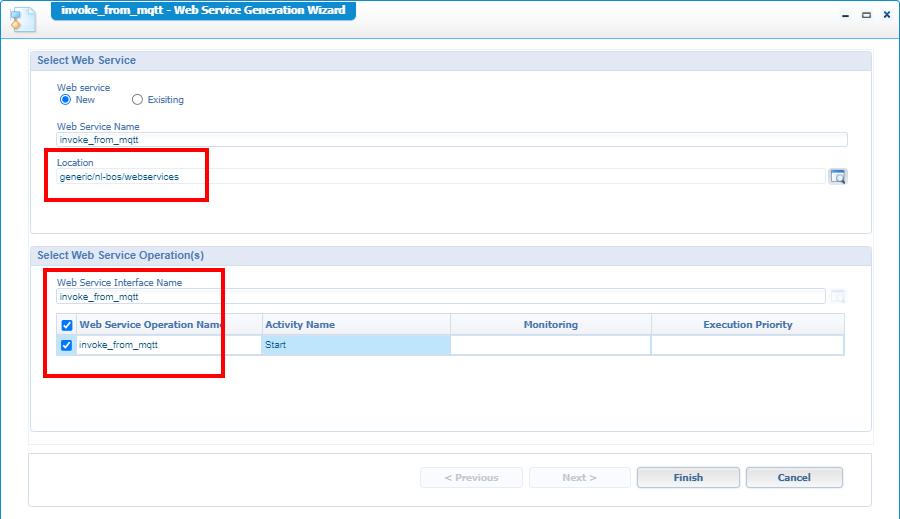 invoke_from_mqtt - Web Service Generation Wizard
Select Web Service
Web service
New Exisiting
Web Service Name
invoke_from_mqtt
Location
generic/nl-bos/webservices
Select Web Service Operation(s)
Web Service Interface Name
invoke_from_mqtt
Web Service Operation Name Activity Name Monitoring Execution Priority
invoke_from_mqtt Start
< Previous Next > Finish Cancel